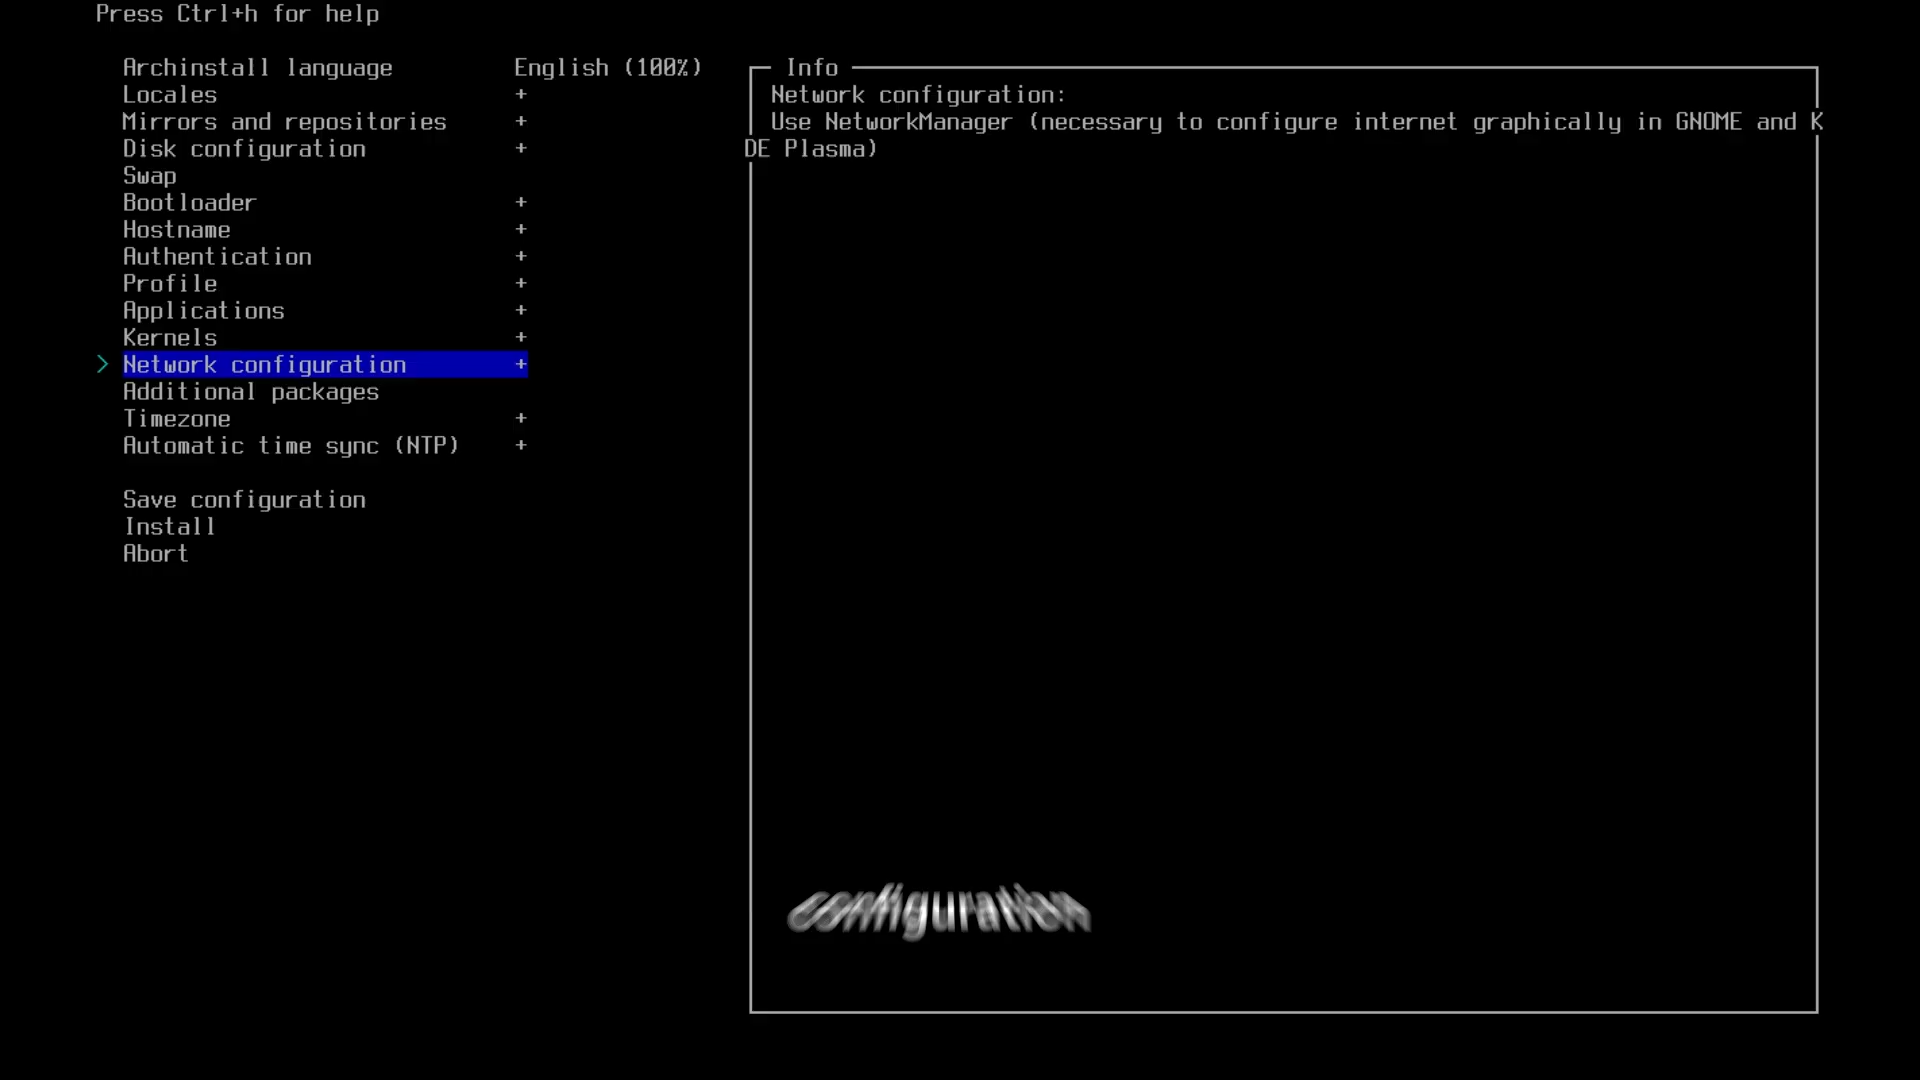 Press Ctrl+h for help
Archinstall language English (100%)
Locales +
Mirrors and repositories +
Disk configuration +
Swap
Bootloader +
Hostname +
Authentication +
Profile +
Applications +
Kernels +
> Network configuration +
Additional packages
Timezone +
Automatic time sync (NTP) +
Save configuration
Install
Abort
Info
Network configuration:
Use NetworkManager (necessary to configure internet graphically in GNOME and K
DE Plasma)
configuration